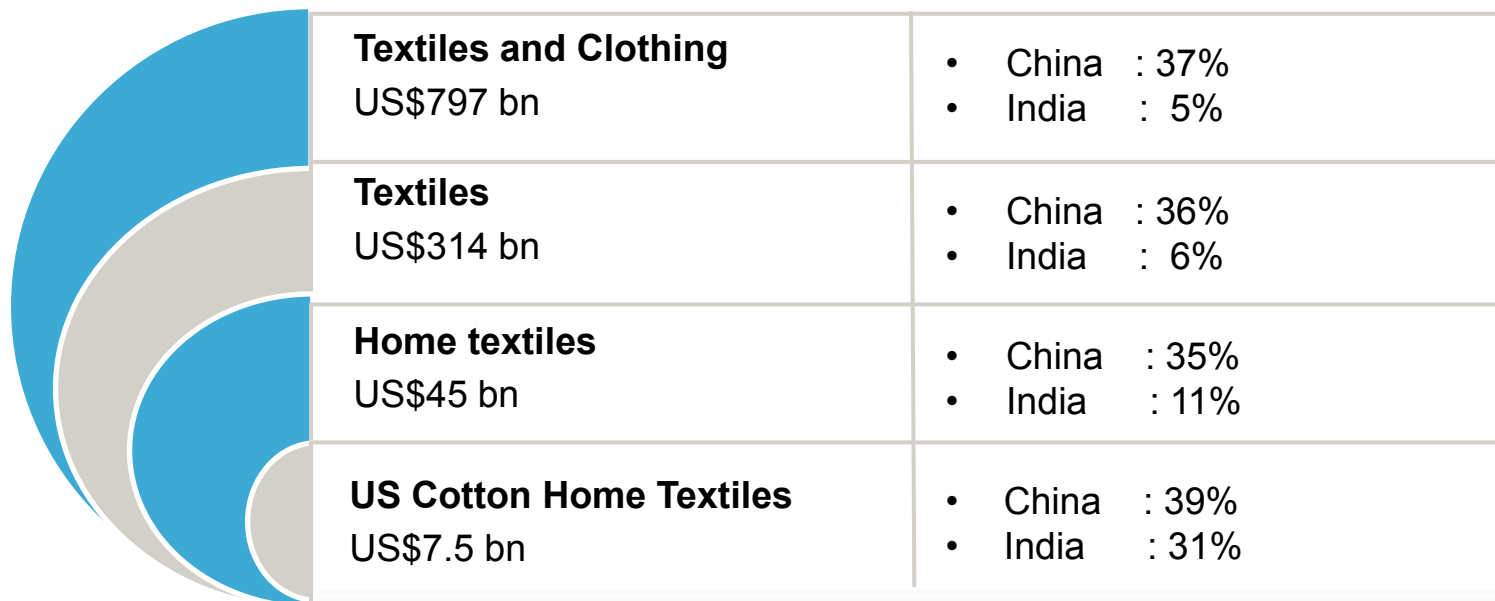 Textiles and Clothing
US$797 bn
• China : 37%
• India : 5%
Textiles
US$314 bn
• China : 36%
• India : 6%
Home textiles
US$45 bn
• China : 35%
• India : 11%
US Cotton Home Textiles
US$7.5 bn
• China : 39%
• India : 31%